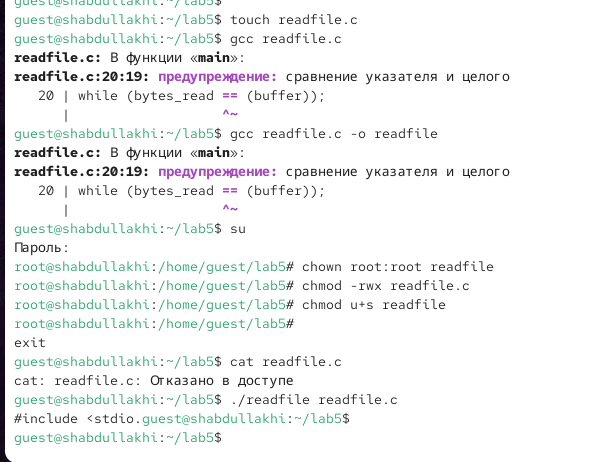 guest@shabdullakhi:~/lab5$
guest@shabdullakhi:~/lab5$ touch readfile.c
guest@shabdullakhi:~/lab5$ gcc readfile.c
readfile.c: В функции «main»:
readfile.c:20:19: предупреждение: сравнение указателя и целого
   20 | while (bytes_read == (buffer));
      |                   ^~
guest@shabdullakhi:~/lab5$ gcc readfile.c -o readfile
readfile.c: В функции «main»:
readfile.c:20:19: предупреждение: сравнение указателя и целого
   20 | while (bytes_read == (buffer));
      |                   ^~
guest@shabdullakhi:~/lab5$ su
Пароль:
root@shabdullakhi:/home/guest/lab5# chown root:root readfile
root@shabdullakhi:/home/guest/lab5# chmod -rwx readfile.c
root@shabdullakhi:/home/guest/lab5# chmod u+s readfile
root@shabdullakhi:/home/guest/lab5#
exit
guest@shabdullakhi:~/lab5$ cat readfile.c
cat: readfile.c: Отказано в доступе
guest@shabdullakhi:~/lab5$ ./readfile readfile.c
#include <stdio.guest@shabdullakhi:~/lab5$
guest@shabdullakhi:~/lab5$